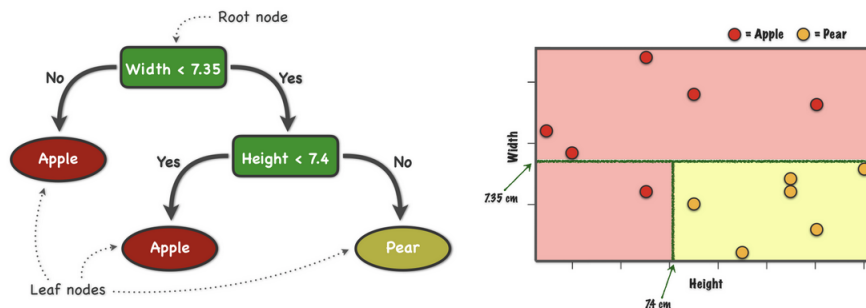 Root node
Width < 7.35
No
Yes
Apple
Height < 7.4
Yes
No
Apple
Pear
Leaf nodes
= Apple
= Pear
Width
7.35 cm
Height
7.4 cm